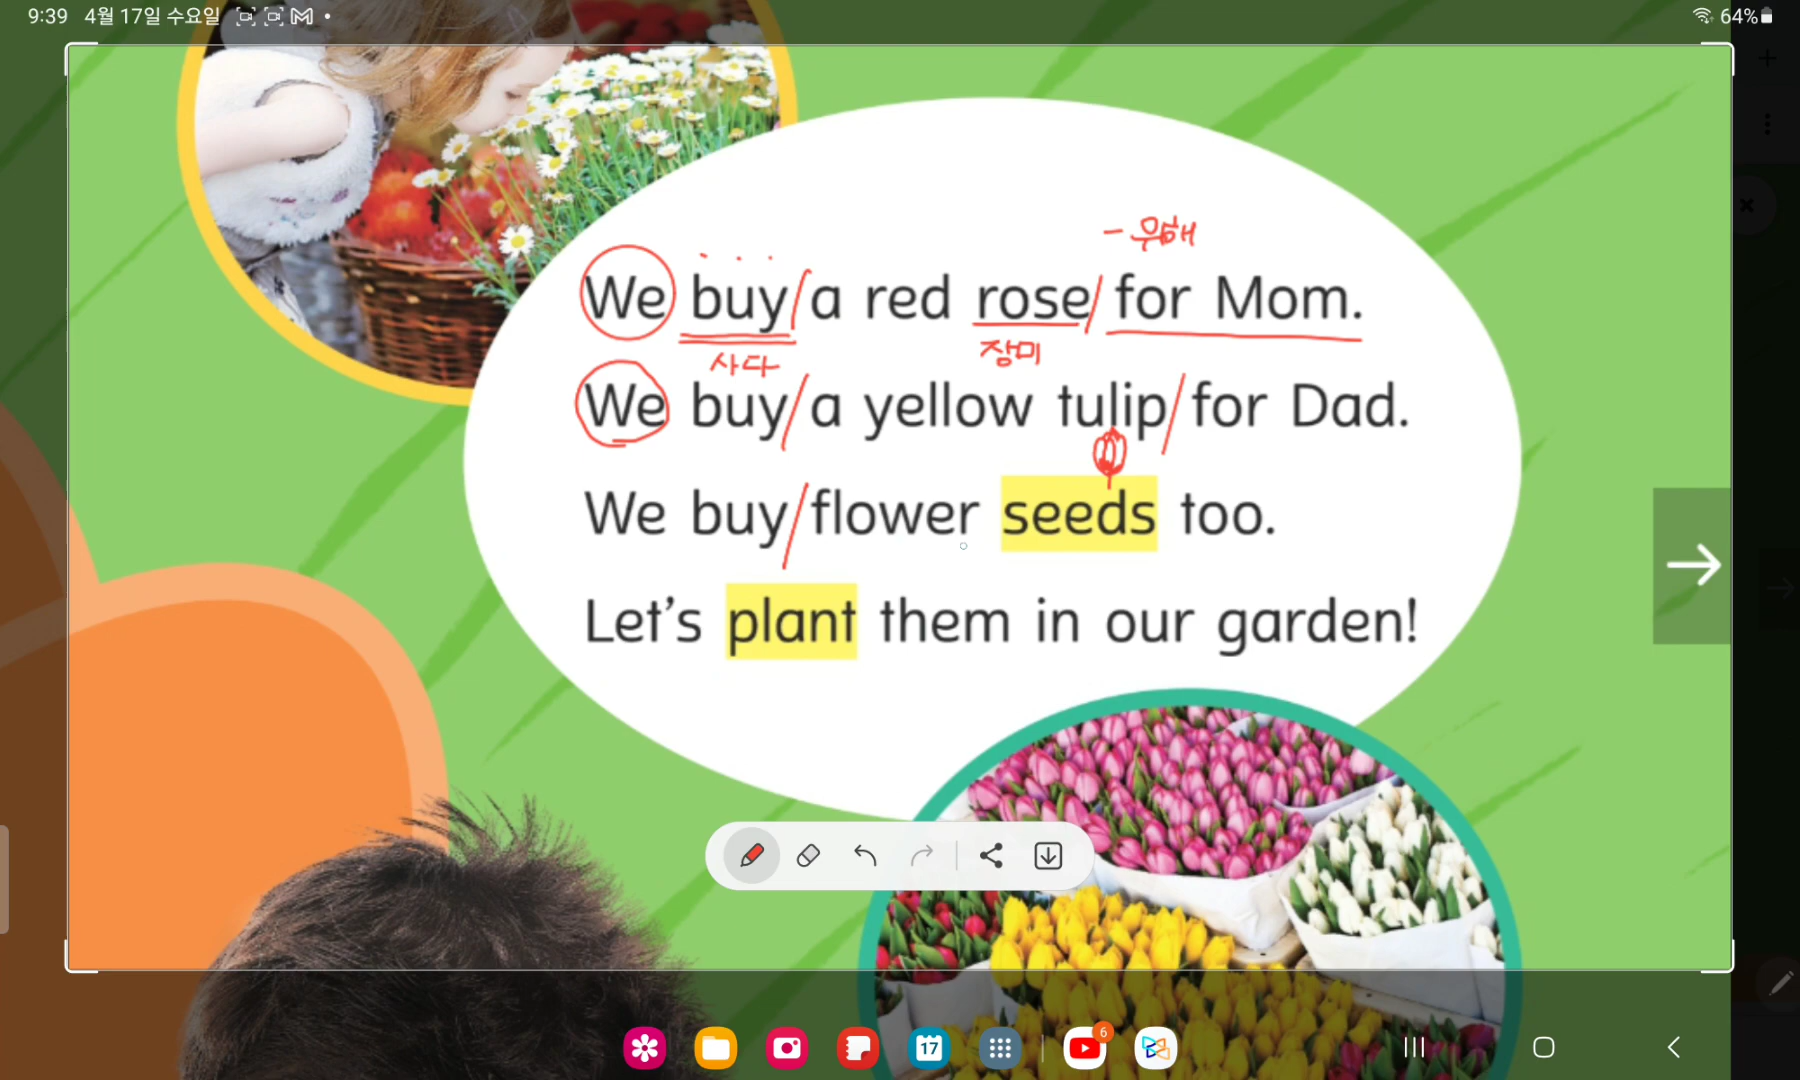 9:39 4월 17일 수요일
64%
- 위해
We buy/a red rose/for Mom.
사다 장미
We buy/a yellow tulip/for Dad.
We buy/flower seeds too.
Let's plant them in our garden!
17
6